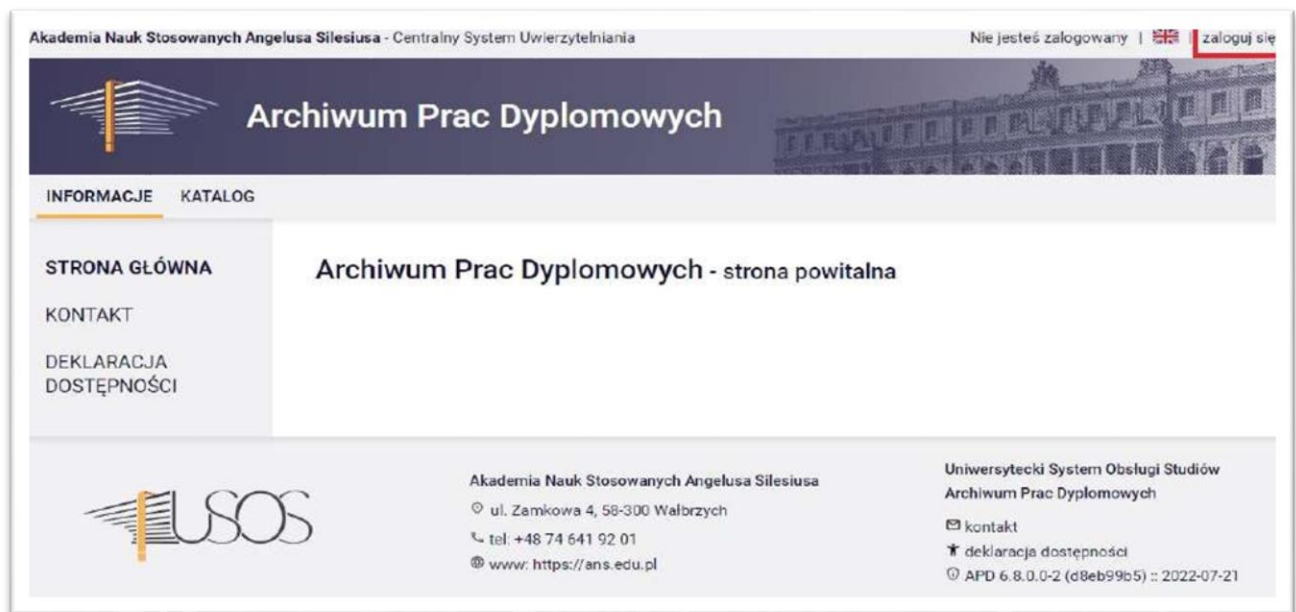 Akademia Nauk Stosowanych Angelusa Silesiusa - Centralny System Uwierzytelniania
Nie jesteś zalogowany | | zaloguj się
Archiwum Prac Dyplomowych
INFORMACJE KATALOG
STRONA GŁÓWNA
KONTAKT
DEKLARACJA
DOSTĘPNOŚCI
Archiwum Prac Dyplomowych - strona powitalna
USOS
Akademia Nauk Stosowanych Angelusa Silesiusa
ul. Zamkowa 4, 58-300 Wałbrzych
tel: +48 74 641 92 01
www: https://ans.edu.pl
Uniwersytecki System Obsługi Studiów
Archiwum Prac Dyplomowych
kontakt
deklaracja dostępności
APD 6.8.0.0-2 (d8eb99b5) :: 2022-07-21